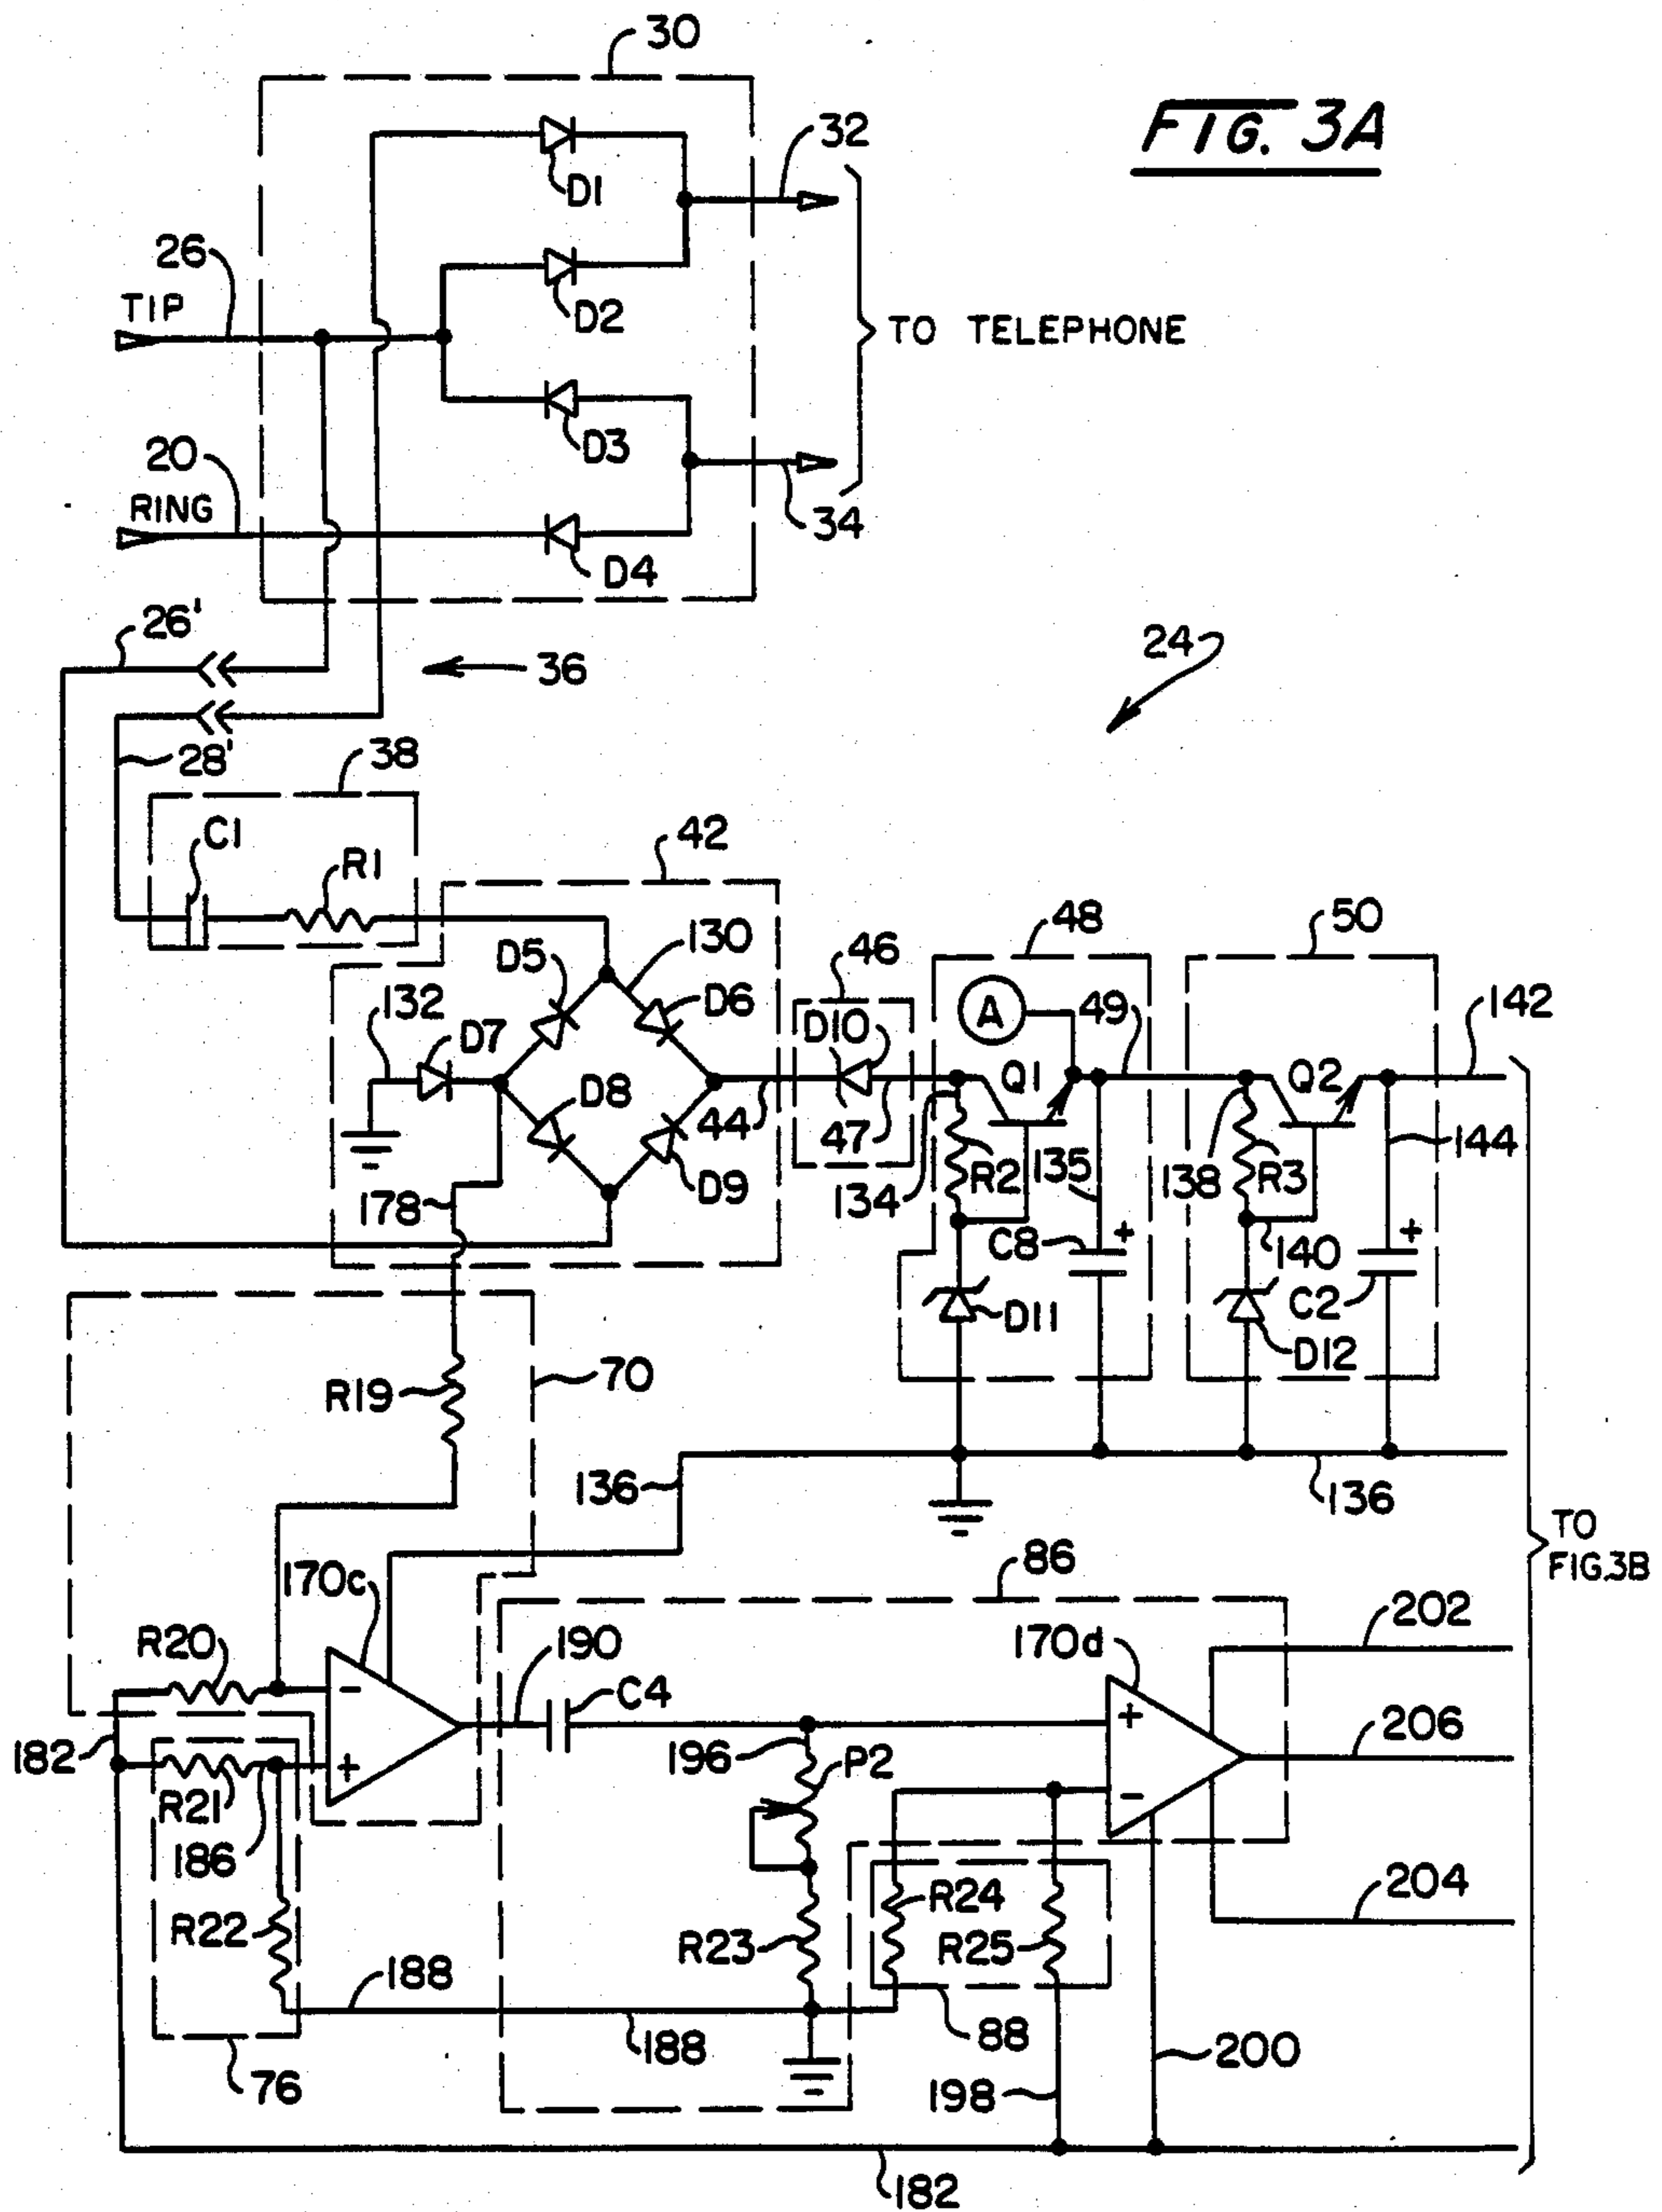 30
FIG. 3A
32
D1
26
TIP
D2
TO TELEPHONE
D3
20
RING
34
D4
26'
24
36
28'
38
C1
42
R1
48
50
130
46
D5
D6
132
D10
A
49
142
D7
Q1
Q2
D8
44
47
R2
135
138
R3
144
134
D9
178
+
+
C8
140
C2
D11
D12
70
R19
136
136
TO
FIG.3B
170c
86
202
R20
190
170d
-
C4
+
206
182
196
P2
R21
+
-
186
204
R24
R22
R23
R25
188
188
88
200
76
198
182